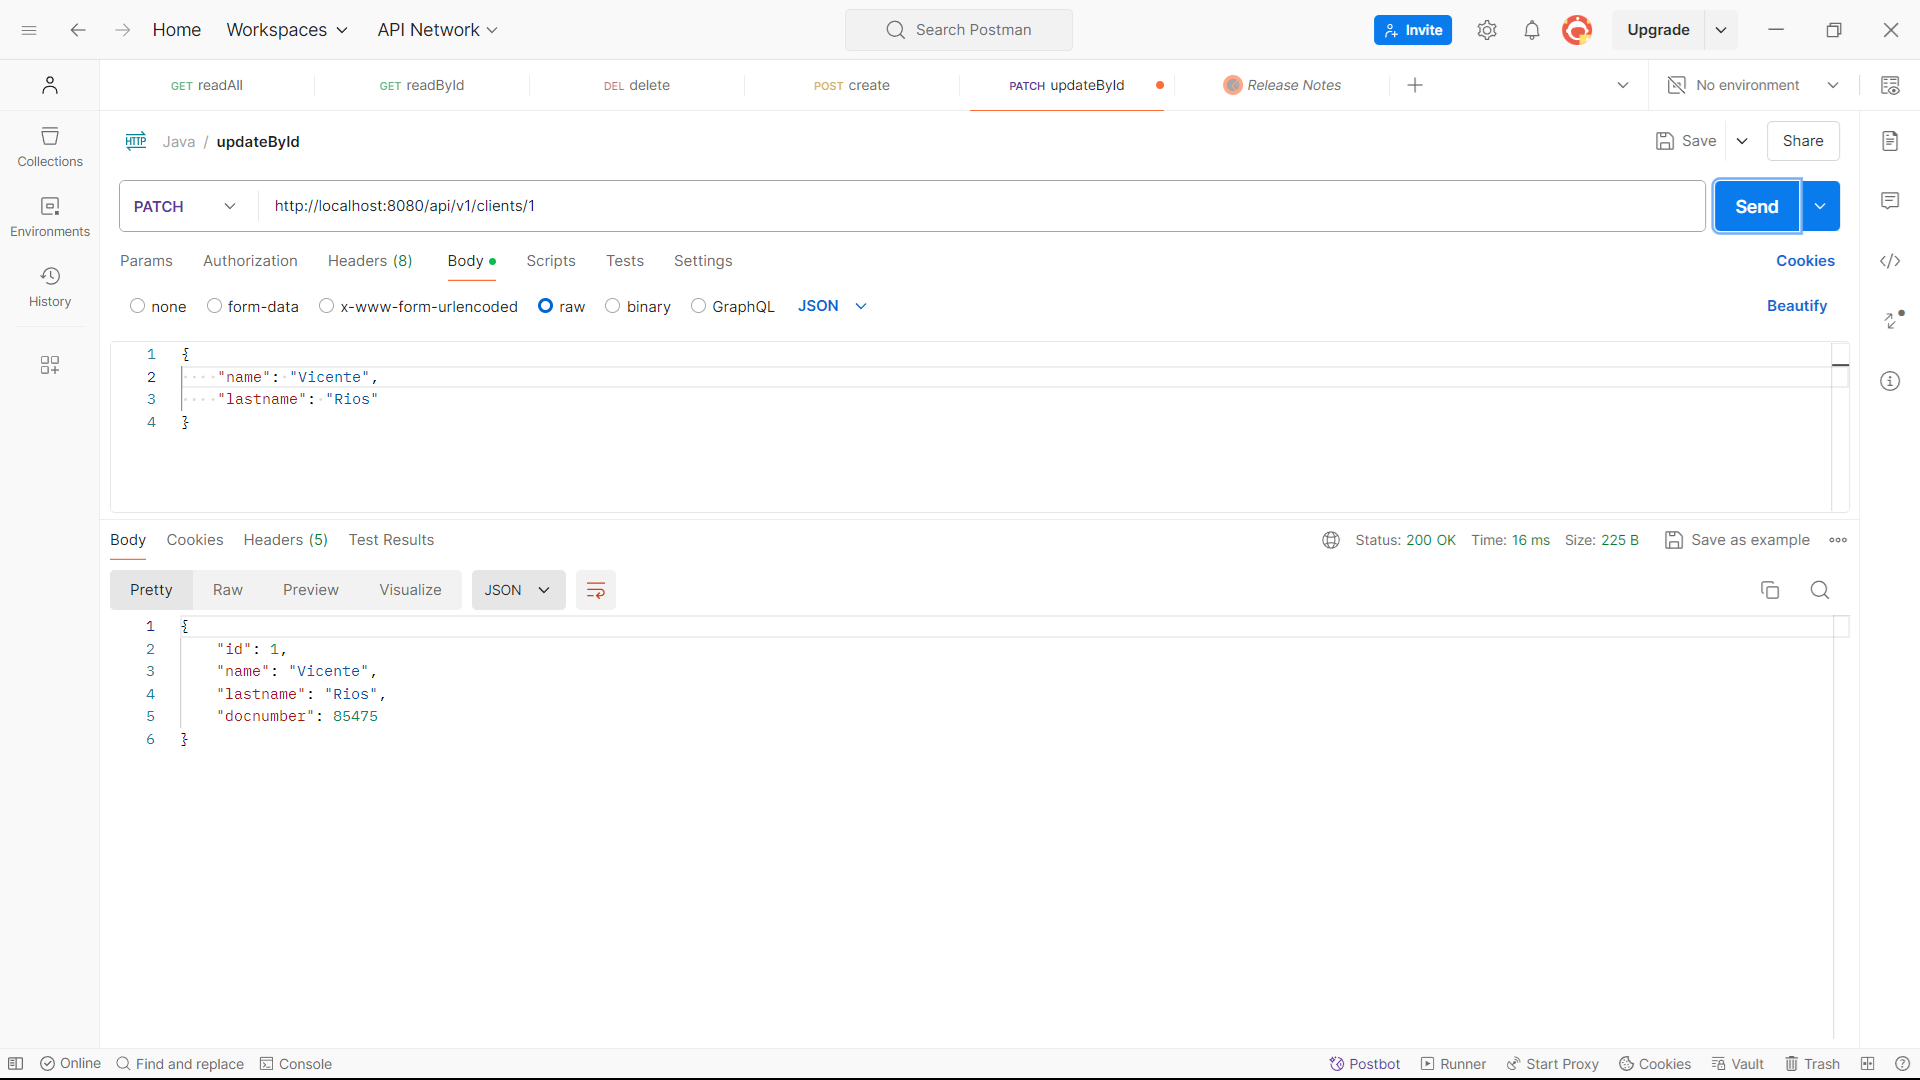 Home Workspaces API Network Search Postman Invite Upgrade
GET readAll GET readById DEL delete POST create PATCH updateById Release Notes No environment
HTTP Java / updateById Save Share
Collections
PATCH http://localhost:8080/api/v1/clients/1 Send
Environments
Params Authorization Headers (8) Body Scripts Tests Settings Cookies
History
none form-data x-www-form-urlencoded raw binary GraphQL JSON Beautify
1 {
2 "name": "Vicente",
3 "lastname": "Rios"
4 }
Body Cookies Headers (5) Test Results Status: 200 OK Time: 16 ms Size: 225 B Save as example
Pretty Raw Preview Visualize JSON
1 {
2 "id": 1,
3 "name": "Vicente",
4 "lastname": "Rios",
5 "docnumber": 85475
6 }
Online Find and replace Console Postbot Runner Start Proxy Cookies Vault Trash